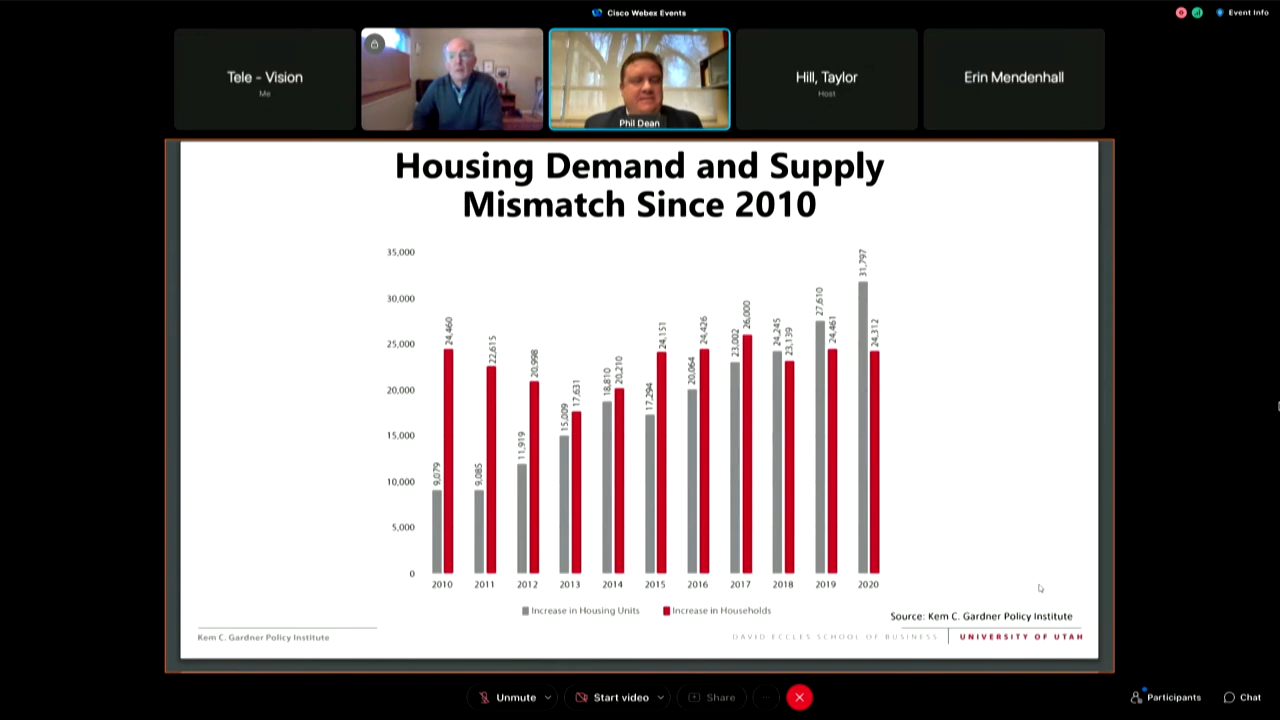 Cisco Webex Events
Event Info
Tele - Vision
Me
Phil Dean
Hill, Taylor
Host
Erin Mendenhall
Housing Demand and Supply
Mismatch Since 2010
35,000
30,000
25,000
20,000
15,000
10,000
5,000
0
9,079
24,460
9,085
22,615
11,919
20,998
15,009
17,631
18,810
20,210
17,294
24,151
20,064
24,426
23,002
26,000
24,245
23,139
27,610
24,461
31,797
24,312
2010 2011 2012 2013 2014 2015 2016 2017 2018 2019 2020
Increase in Housing Units Increase in Households
Source: Kem C. Gardner Policy Institute
Kem C. Gardner Policy Institute
DAVID ECCLES SCHOOL OF BUSINESS UNIVERSITY OF UTAH
Unmute Start video Share Participants Chat